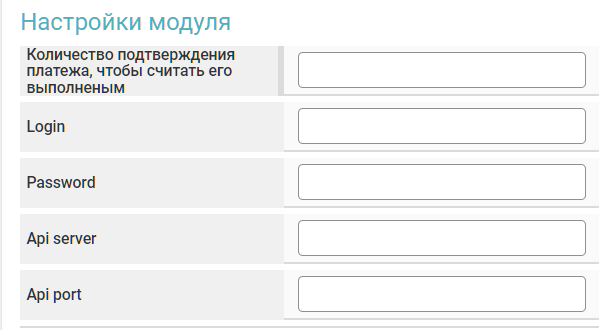 Настройки модуля
Количество подтверждения
платежа, чтобы считать его
выполненым
Login
Password
Api server
Api port